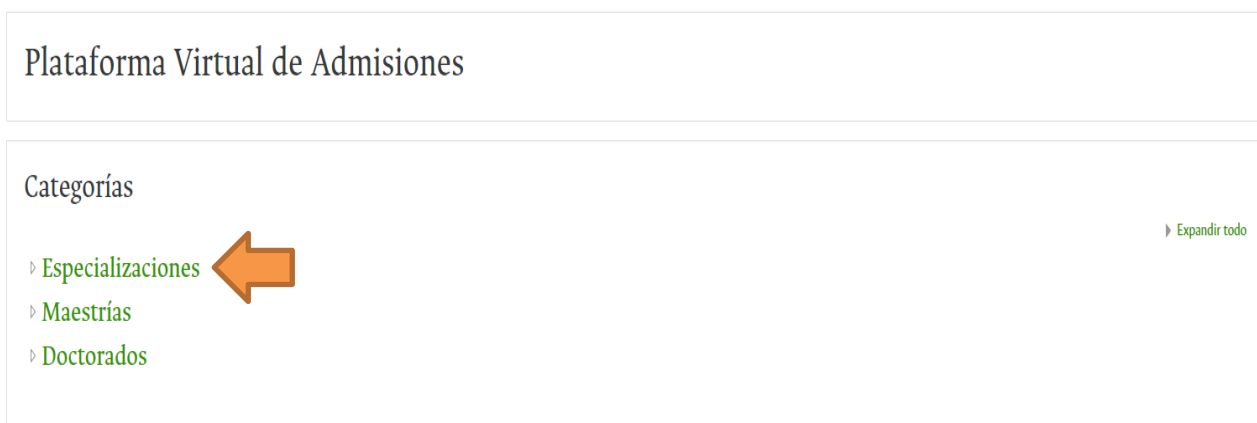 Plataforma Virtual de Admisiones
Categorías
Expandir todo
Especializaciones
Maestrías
Doctorados